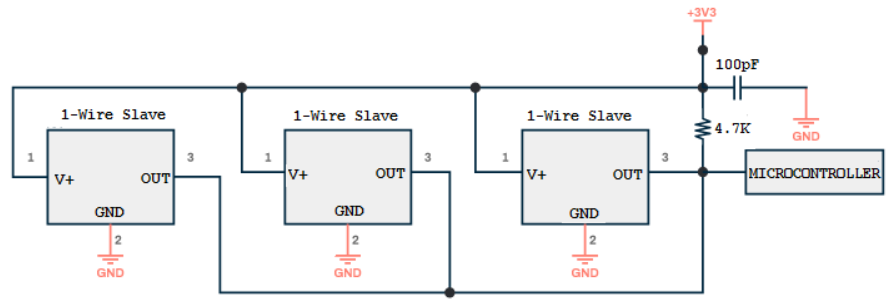 +3V3
100pF
1-Wire Slave 1-Wire Slave 1-Wire Slave
4.7K
GND
1 3 1 3 1 3
V+ OUT V+ OUT V+ OUT MICROCONTROLLER
GND GND GND
2 2 2
GND GND GND